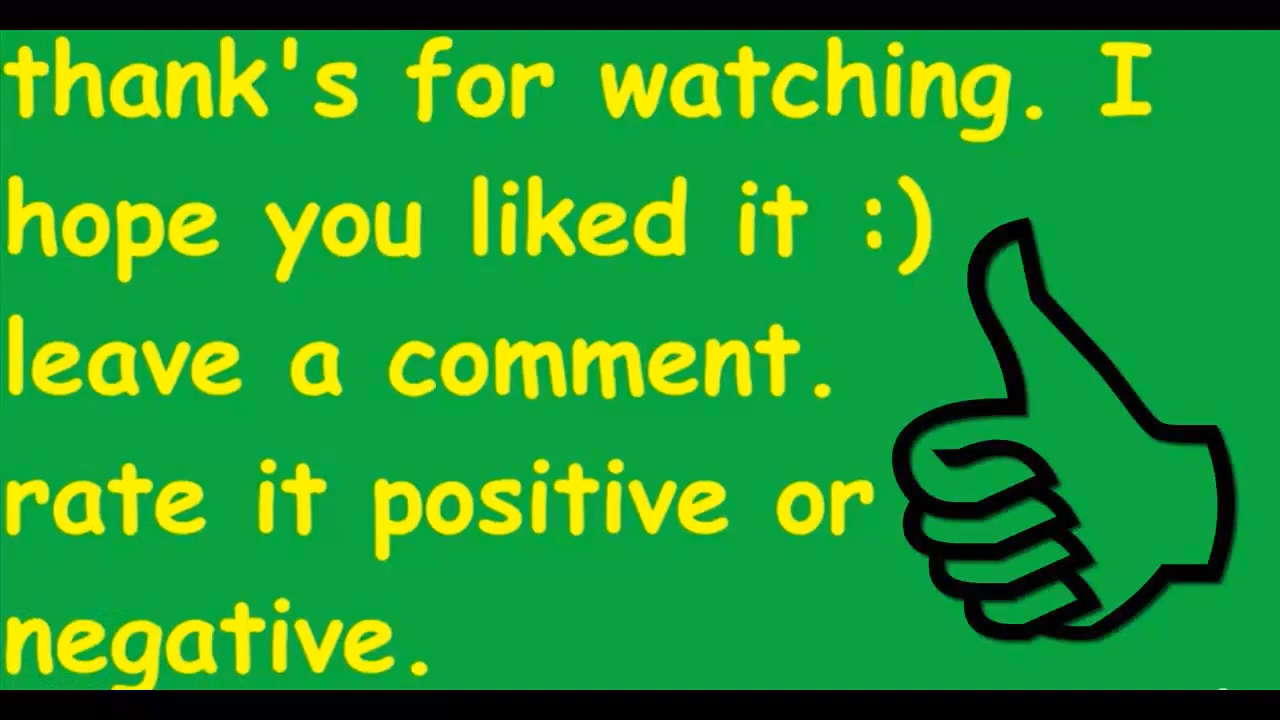 thank's for watching. I
hope you liked it :)
leave a comment.
rate it positive or
negative.